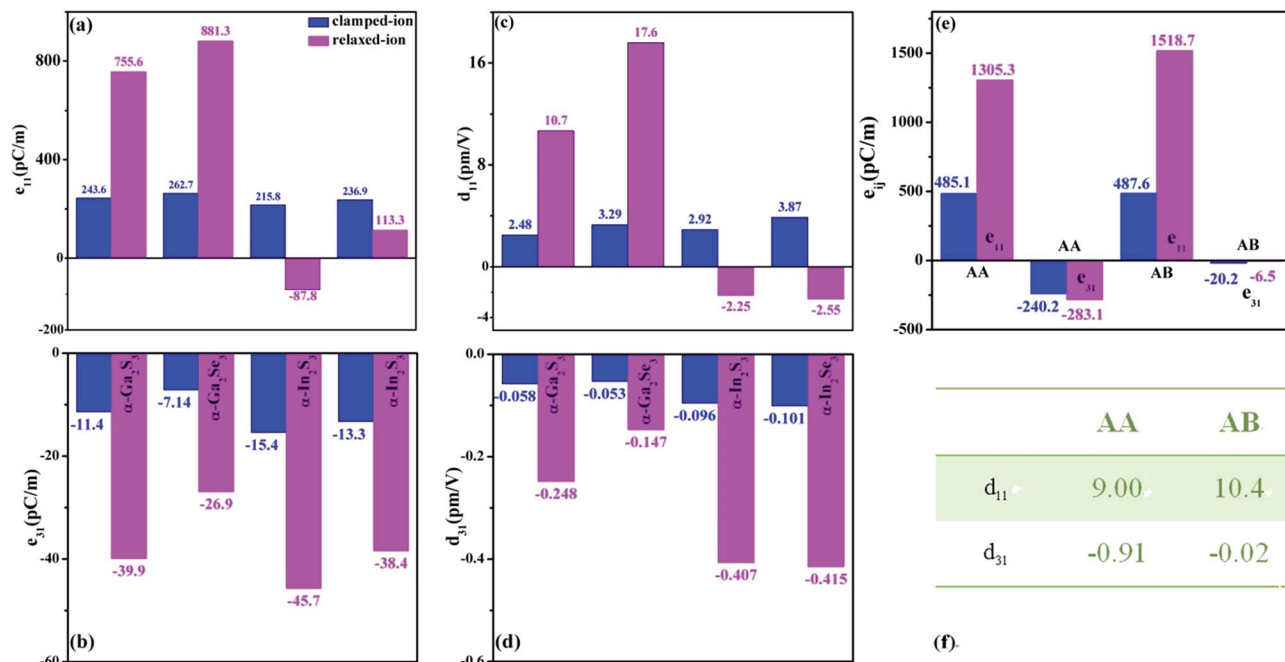 (a)
clamped-ion
relaxed-ion
e11(pC/m)
800
400
0
-200
243.6
755.6
262.7
881.3
215.8
-87.8
236.9
113.3
(b)
e31(pC/m)
0
-20
-40
-60
α-Ga2S3
α-Ga2Se3
α-In2S3
α-In2S3
-11.4
-39.9
-7.14
-26.9
-15.4
-45.7
-13.3
-38.4
(c)
d11(pm/V)
16
8
0
-4
2.48
10.7
3.29
17.6
2.92
-2.25
3.87
-2.55
d31(pm/V)
0.0
-0.2
-0.4
-0.6
α-Ga2S3
α-Ga2Se3
α-In2S3
α-In2Se3
-0.058
-0.248
-0.053
-0.147
-0.096
-0.407
-0.101
-0.415
(d)
(e)
eij(pC/m)
1500
1000
500
0
-500
485.1
1305.3
e11
AA
AA
e31
-240.2
-283.1
487.6
1518.7
e11
AB
AB
-20.2
-6.5
e31
AA AB
d11 9.00 10.4
d31 -0.91 -0.02
(f)